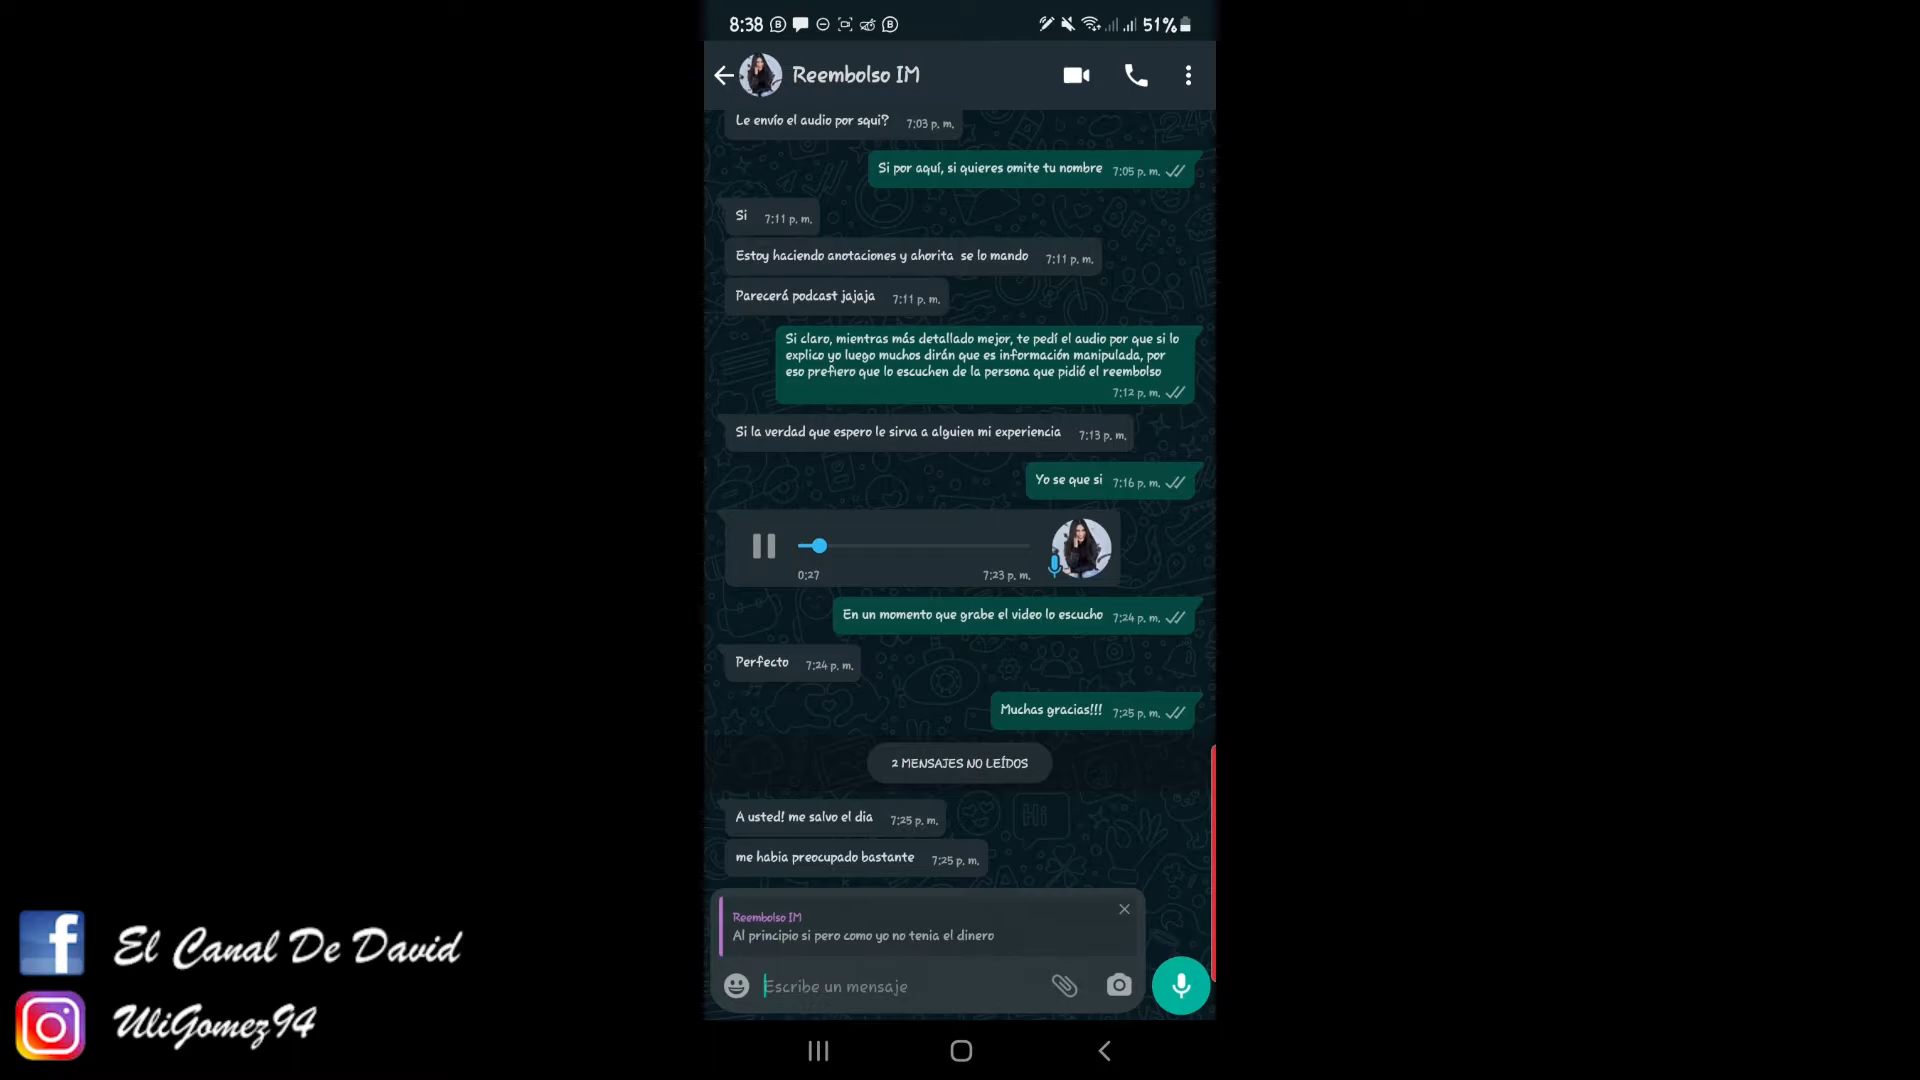 8:38
51%
Reembolso IM
Le envío el audio por squi? 7:03 p. m.
Si por aquí, si quieres omite tu nombre 7:05 p. m.
Si 7:11 p. m.
Estoy haciendo anotaciones y ahorita se lo mando 7:11 p. m.
Parecerá podcast jajaja 7:11 p. m.
Si claro, mientras más detallado mejor, te pedí el audio por que si lo
explico yo luego muchos dirán que es información manipulada, por
eso prefiero que lo escuchen de la persona que pidió el reembolso
7:12 p. m.
Si la verdad que espero le sirva a alguien mi experiencia 7:13 p. m.
Yo se que si 7:16 p. m.
0:27 7:23 p. m.
En un momento que grabe el video lo escucho 7:24 p. m.
Perfecto 7:24 p. m.
Muchas gracias!!! 7:25 p. m.
2 MENSAJES NO LEÍDOS
A usted! me salvo el dia 7:25 p. m.
me habia preocupado bastante 7:25 p. m.
Reembolso IM
Al principio si pero como yo no tenia el dinero
Escribe un mensaje
El Canal De David
UliGomez94